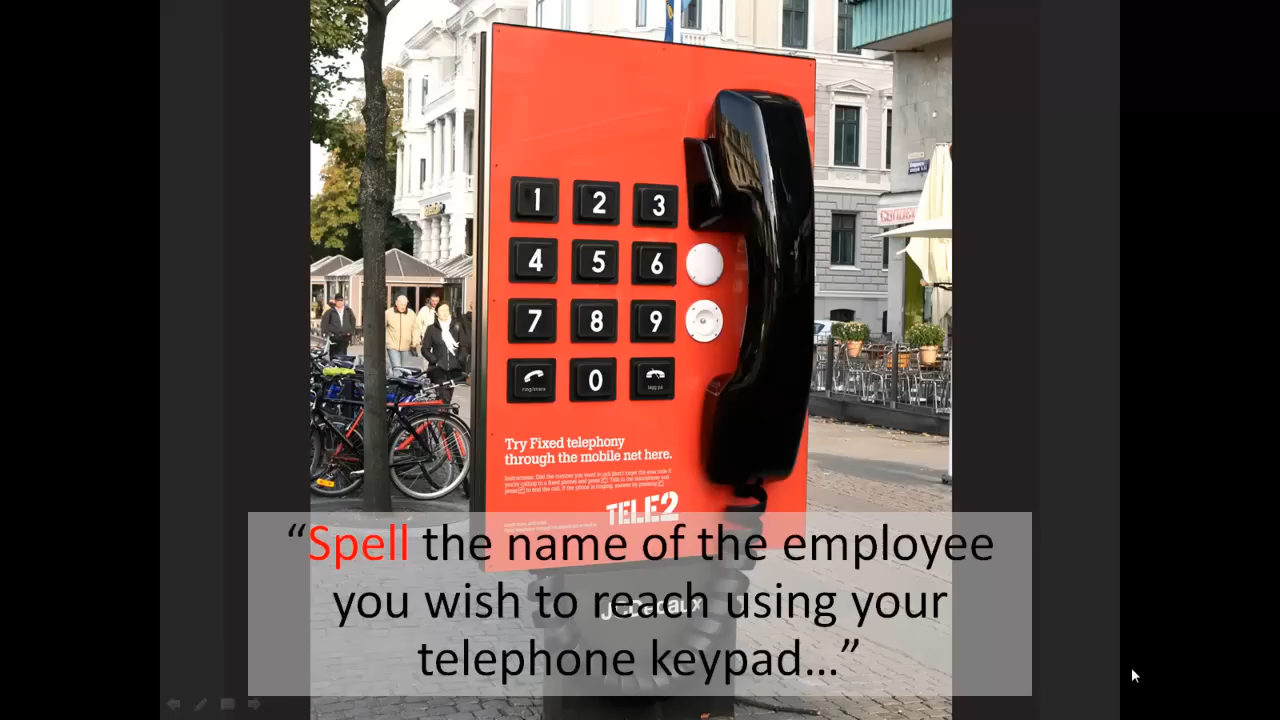 1 2 3
4 5 6
7 8 9
0
Try Fixed telephony
through the mobile net here.
TELE2
JCDecaux
“Spell the name of the employee
you wish to reach using your
telephone keypad...”